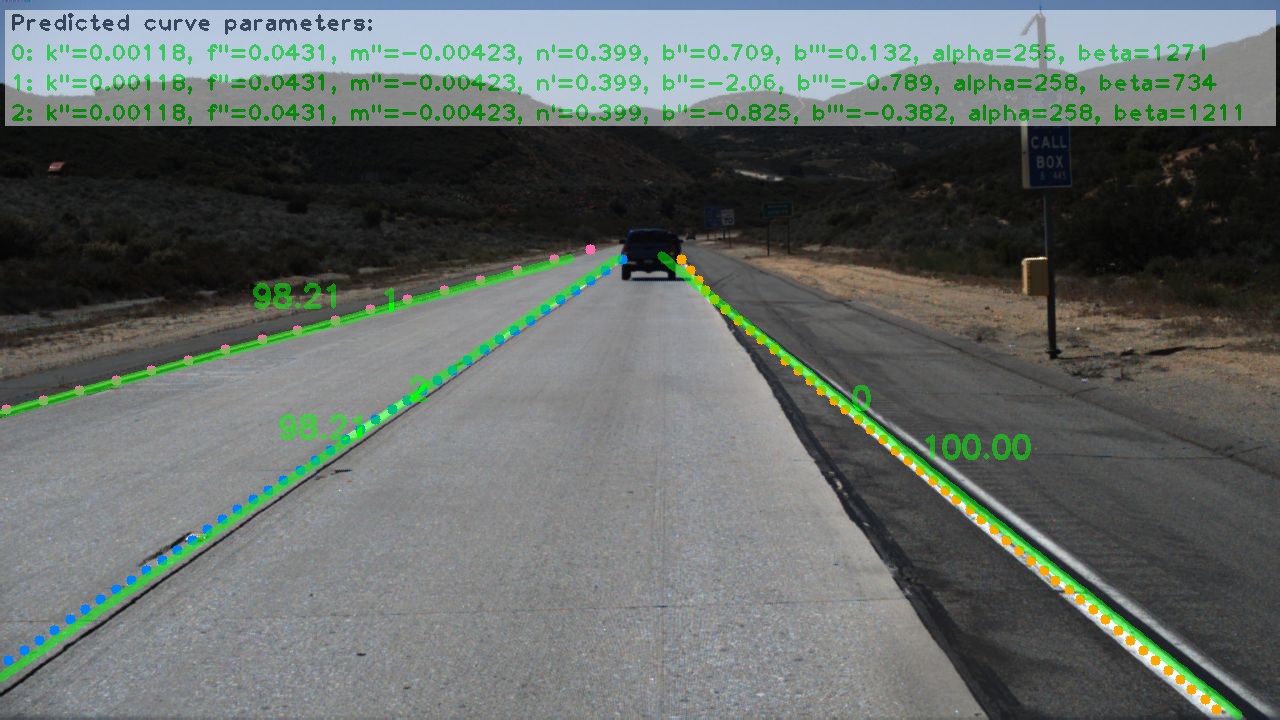 Predicted curve parameters:
0: k''=0.00118, f''=0.0431, m''=-0.00423, n'=0.399, b''=0.709, b'''=0.132, alpha=255, beta=1271
1: k''=0.00118, f''=0.0431, m''=-0.00423, n'=0.399, b''=-2.06, b'''=-0.789, alpha=258, beta=734
2: k''=0.00118, f''=0.0431, m''=-0.00423, n'=0.399, b''=-0.825, b'''=-0.382, alpha=258, beta=1211
CALL
BOX
98.21
1
2
0
98.21
100.00